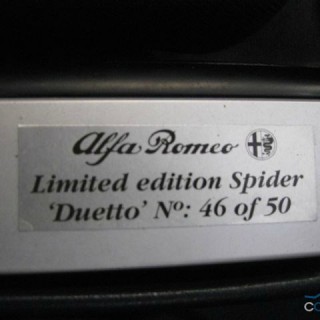 Alfa Romeo
Limited edition Spider
'Duetto' Nº: 46 of 50